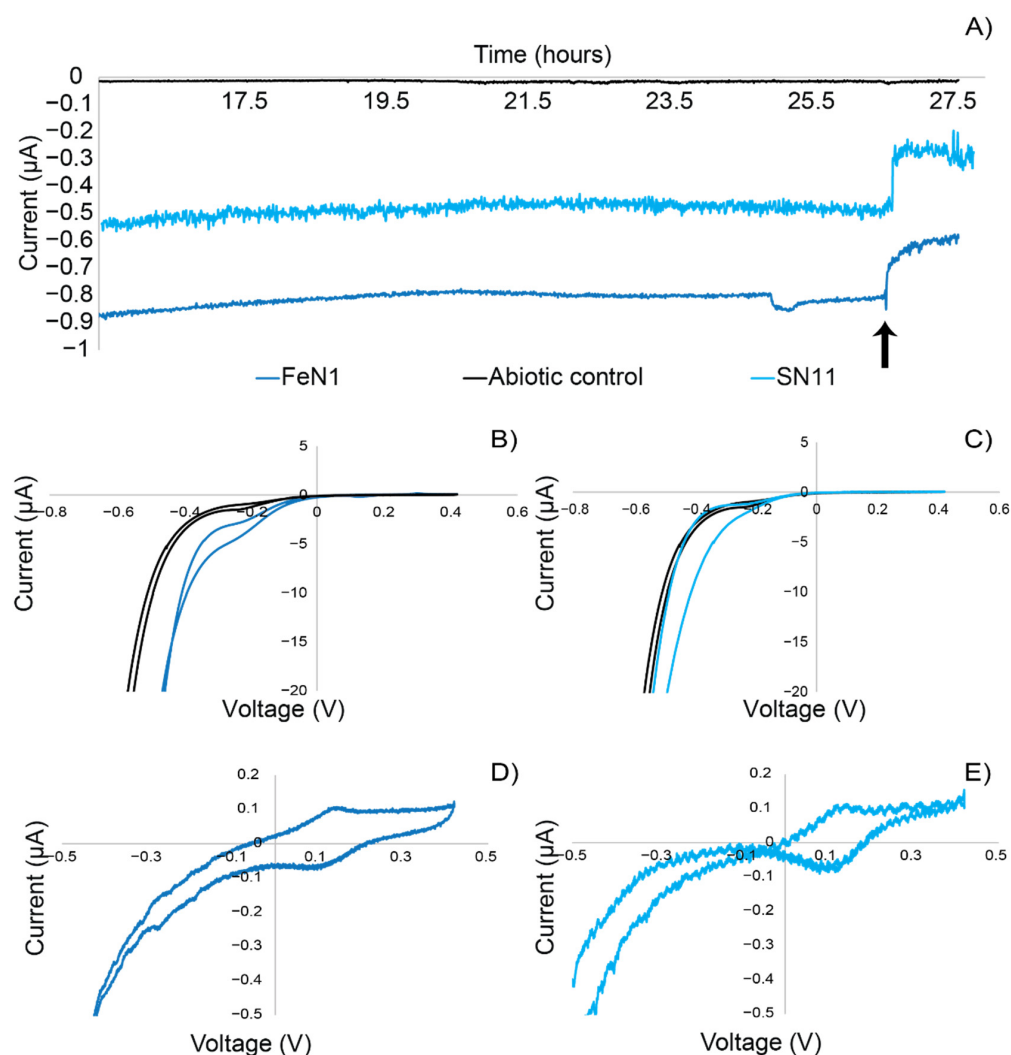 A)
Time (hours)
0
17.5 19.5 21.5 23.5 25.5 27.5
−0.1
−0.2
−0.3
−0.4
−0.5
−0.6
−0.7
−0.8
−0.9
−1
Current (µA)
FeN1 Abiotic control SN11
B)
5
0
−0.8 −0.6 −0.4 −0.2 0 0.2 0.4 0.6
−5
−10
−15
−20
Current (µA)
Voltage (V)
C)
5
0
−0.8 −0.6 −0.4 −0.2 0 0.2 0.4 0.6
−5
−10
−15
−20
Current (µA)
Voltage (V)
D)
0.2
0.1
0
−0.5 −0.3 −0.1 0.1 0.3 0.5
−0.1
−0.2
−0.3
−0.4
−0.5
Current (µA)
Voltage (V)
E)
0.2
0.1
0
−0.5 −0.3 −0.1 0.1 0.3 0.5
−0.1
−0.2
−0.3
−0.4
−0.5
Current (µA)
Voltage (V)